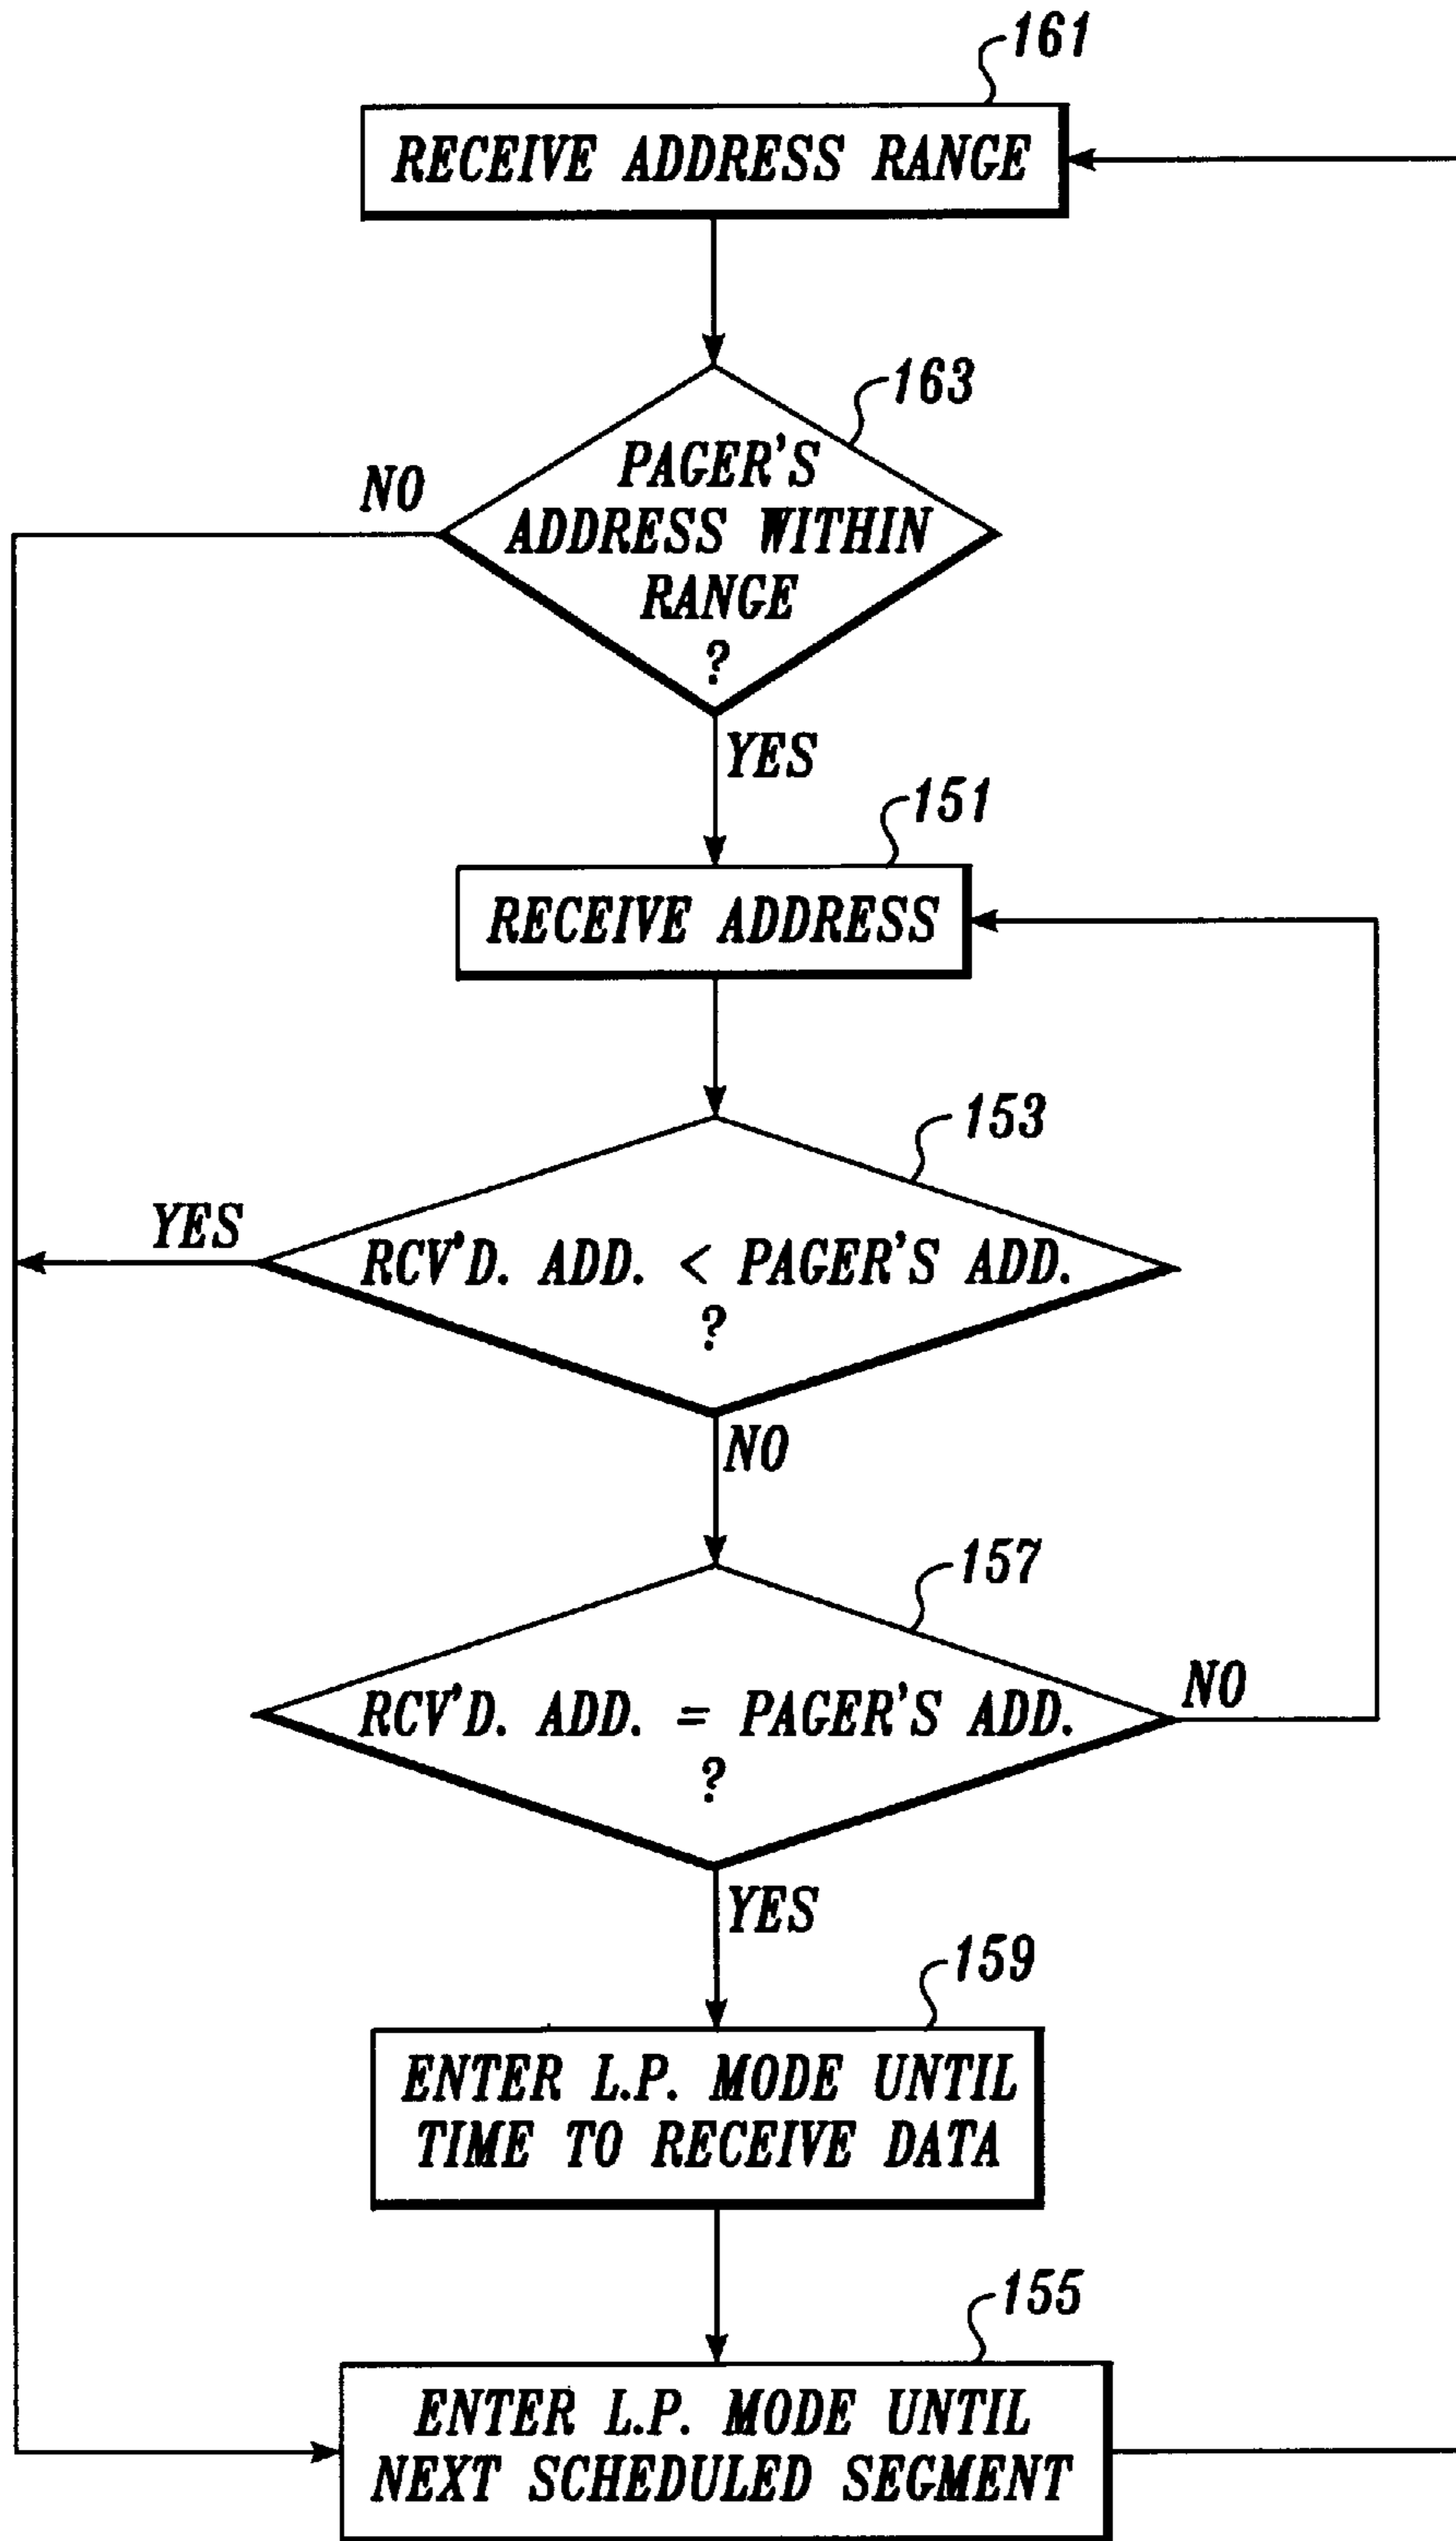 161
RECEIVE ADDRESS RANGE
163
PAGER'S
ADDRESS WITHIN
RANGE
?
NO
YES
151
RECEIVE ADDRESS
153
RCV'D. ADD. < PAGER'S ADD.
?
YES
NO
157
RCV'D. ADD. = PAGER'S ADD.
?
NO
YES
159
ENTER L.P. MODE UNTIL
TIME TO RECEIVE DATA
155
ENTER L.P. MODE UNTIL
NEXT SCHEDULED SEGMENT